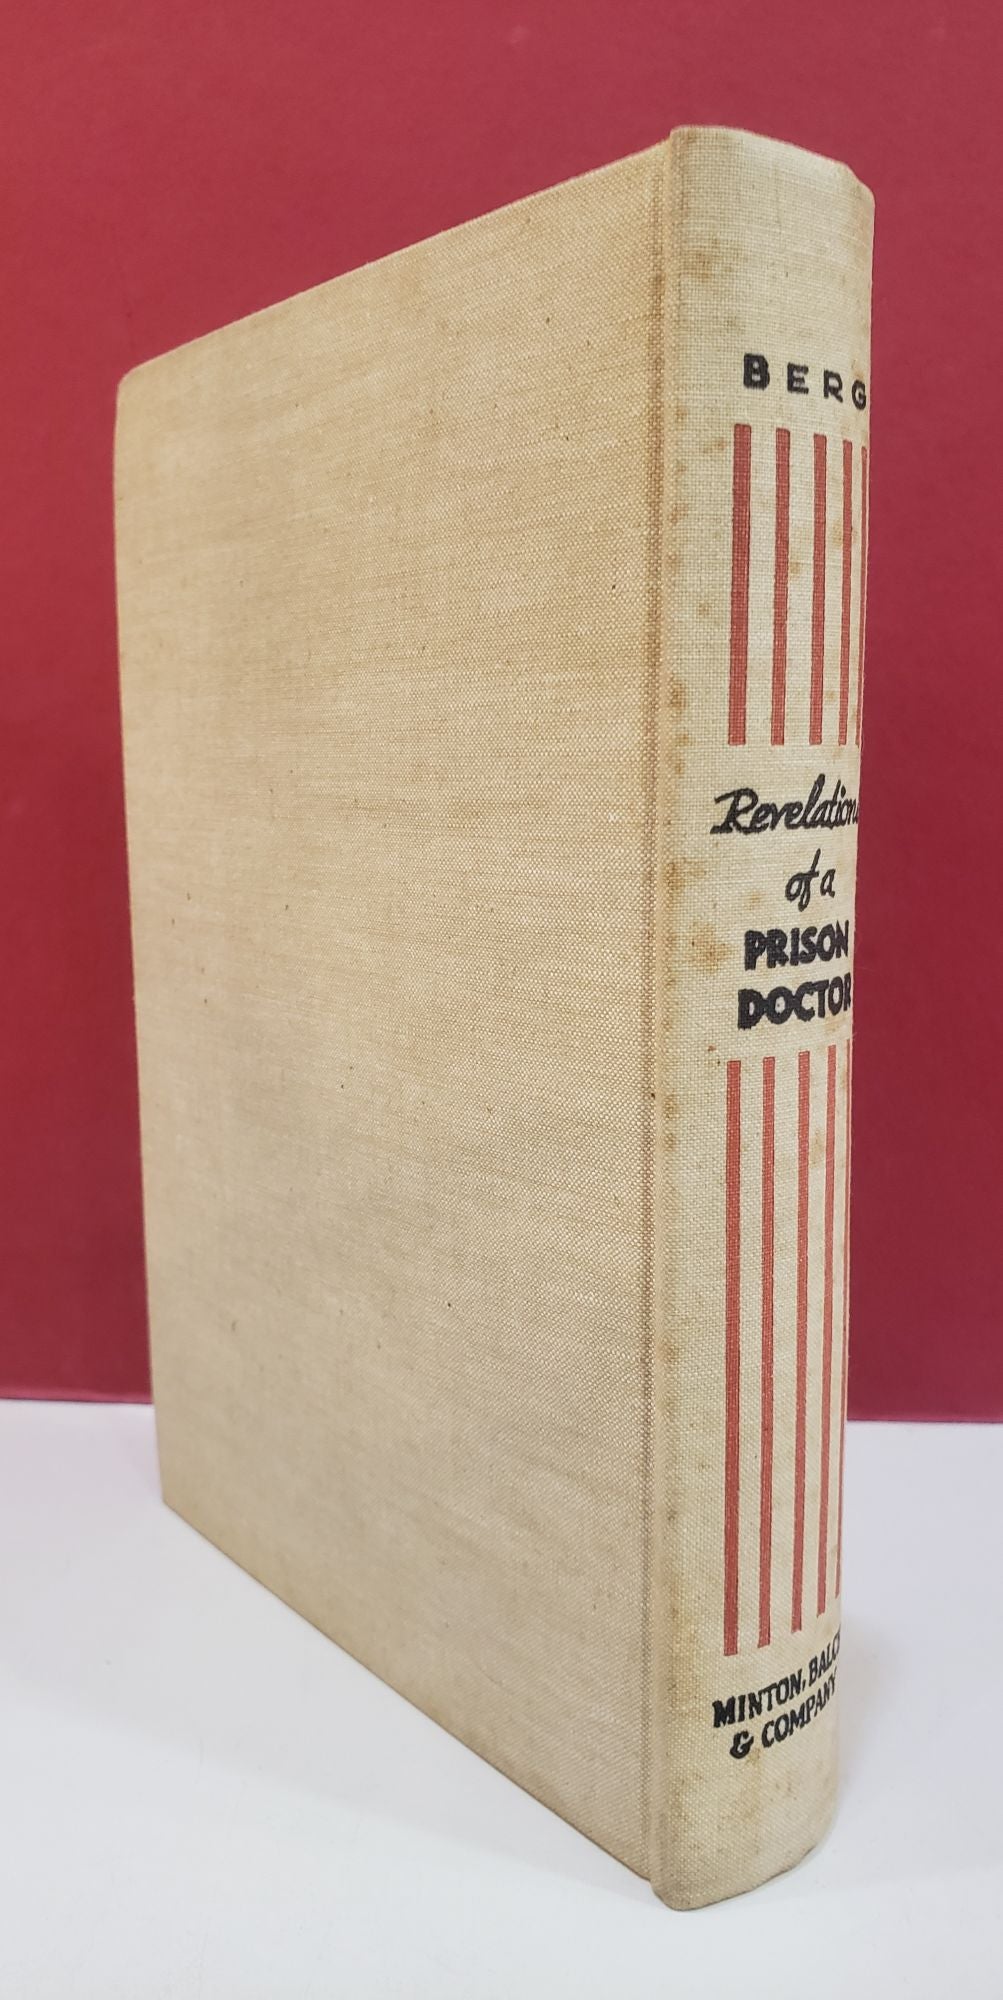 BERG
Revelations
of a
PRISON
DOCTOR
MINTON, BALCH
& COMPANY